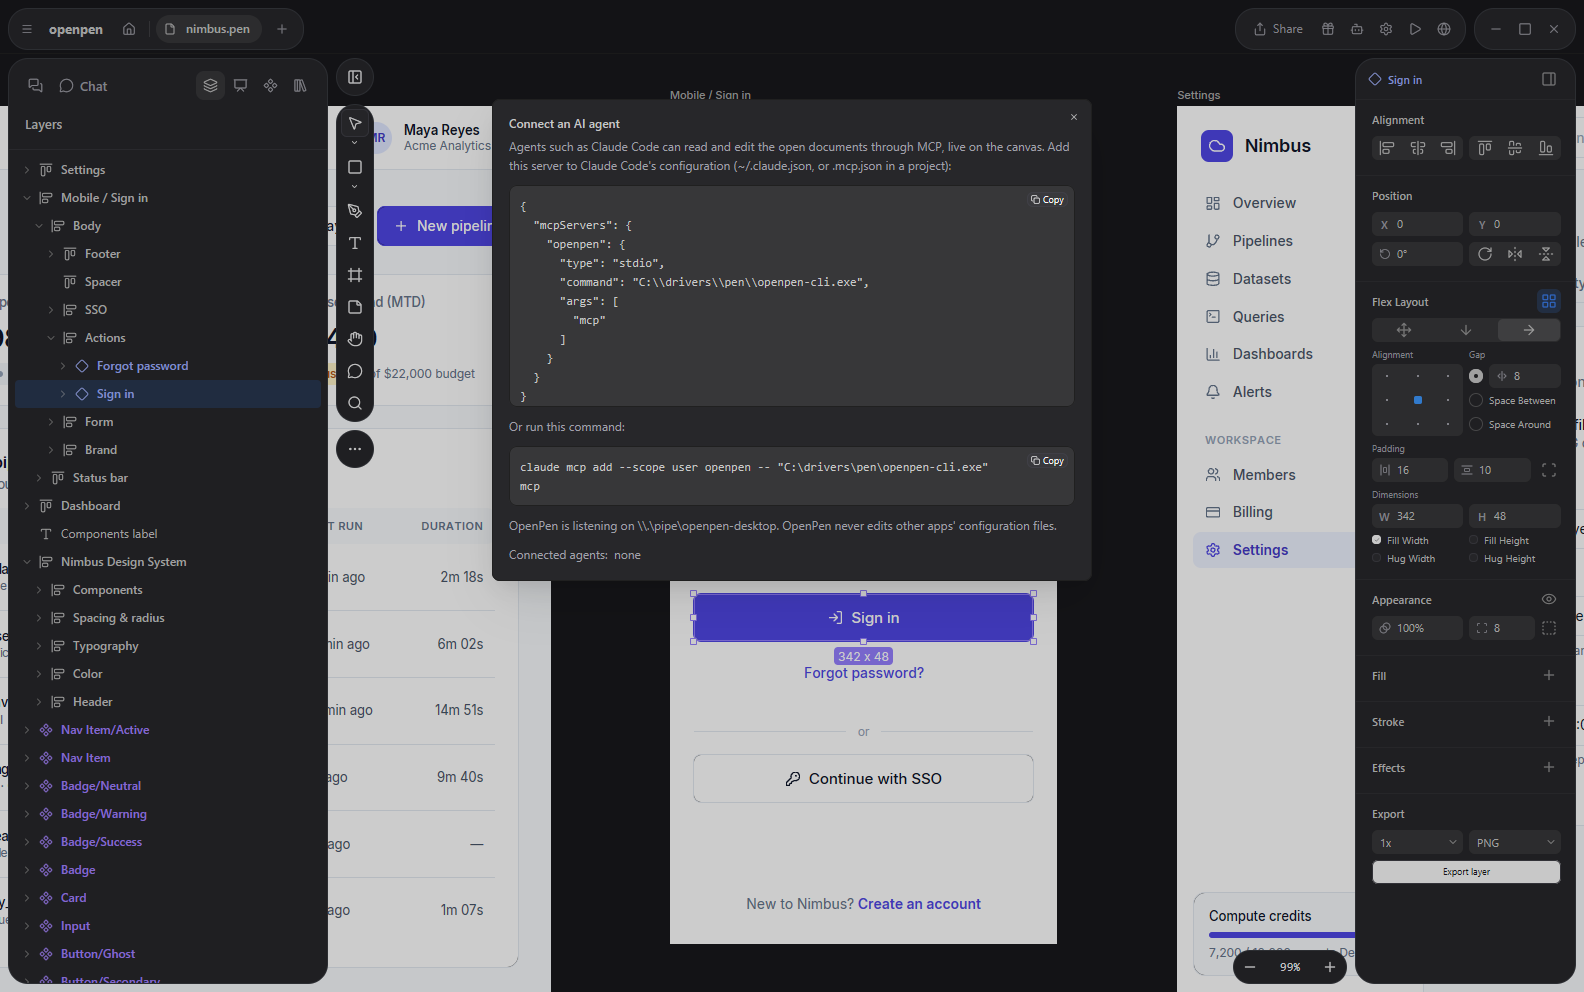 openpen
nimbus.pen
Share
Chat
Layers
Settings
Mobile / Sign in
Body
Footer
Spacer
SSO
Actions
Forgot password
Sign in
Form
Brand
Status bar
Dashboard
Components label
Nimbus Design System
Components
Spacing & radius
Typography
Color
Header
Nav Item/Active
Nav Item
Badge/Neutral
Badge/Warning
Badge/Success
Badge
Card
Input
Button/Ghost
Button/Secondary
MR
Maya Reyes
Acme Analytics
New pipelin
d (MTD)
of $22,000 budget
T RUN
DURATION
in ago
2m 18s
min ago
6m 02s
min ago
14m 51s
ago
9m 40s
ago
—
ago
1m 07s
Mobile / Sign in
Connect an AI agent
Agents such as Claude Code can read and edit the open documents through MCP, live on the canvas. Add
this server to Claude Code's configuration (~/.claude.json, or .mcp.json in a project):
Copy
{
"mcpServers": {
"openpen": {
"type": "stdio",
"command": "C:\\drivers\\pen\\openpen-cli.exe",
"args": [
"mcp"
]
}
}
}
Or run this command:
Copy
claude mcp add --scope user openpen -- "C:\drivers\pen\openpen-cli.exe"
mcp
OpenPen is listening on \\.\pipe\openpen-desktop. OpenPen never edits other apps' configuration files.
Connected agents: none
Sign in
342 x 48
Forgot password?
or
Continue with SSO
New to Nimbus? Create an account
Settings
Nimbus
Overview
Pipelines
Datasets
Queries
Dashboards
Alerts
WORKSPACE
Members
Billing
Settings
Compute credits
99%
Sign in
Alignment
Position
X 0
Y 0
0°
Flex Layout
Alignment
Gap
8
Space Between
Space Around
Padding
16
10
Dimensions
W 342
H 48
Fill Width
Fill Height
Hug Width
Hug Height
Appearance
100%
8
Fill
Stroke
Effects
Export
1x
PNG
Export layer